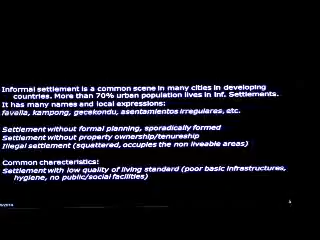 Informal settlement is a common scene in many cities in developing
countries. More than 70% urban population lives in Inf. Settlements.
It has many names and local expressions:
favella, kampong, gecekondu, asentamientos irregulares, etc.
Settlement without formal planning, sporadically formed
Settlement without property ownership/tenureship
Illegal settlement (squattered, occupies the non liveable areas)
Common characteristics:
Settlement with low quality of living standard (poor basic infrastructures,
hygiene, no public/social facilities)